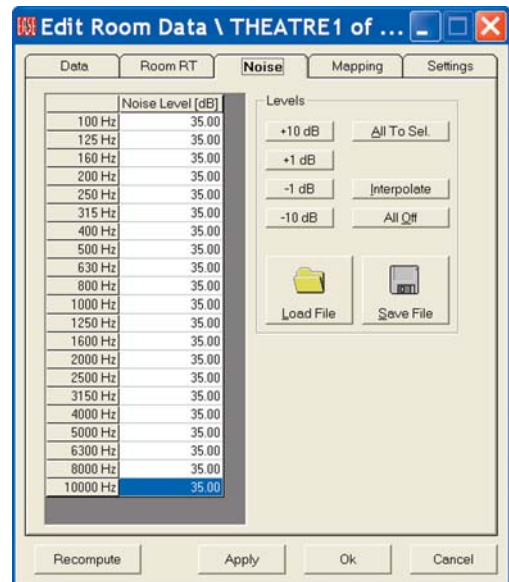 EASE Edit Room Data \ THEATRE1 of ...
Data Room RT Noise Mapping Settings
Noise Level [dB]
100 Hz 35.00
125 Hz 35.00
160 Hz 35.00
200 Hz 35.00
250 Hz 35.00
315 Hz 35.00
400 Hz 35.00
500 Hz 35.00
630 Hz 35.00
800 Hz 35.00
1000 Hz 35.00
1250 Hz 35.00
1600 Hz 35.00
2000 Hz 35.00
2500 Hz 35.00
3150 Hz 35.00
4000 Hz 35.00
5000 Hz 35.00
6300 Hz 35.00
8000 Hz 35.00
10000 Hz 35.00
Levels
+10 dB All To Sel.
+1 dB
-1 dB Interpolate
-10 dB All Off
Load File Save File
Recompute Apply Ok Cancel